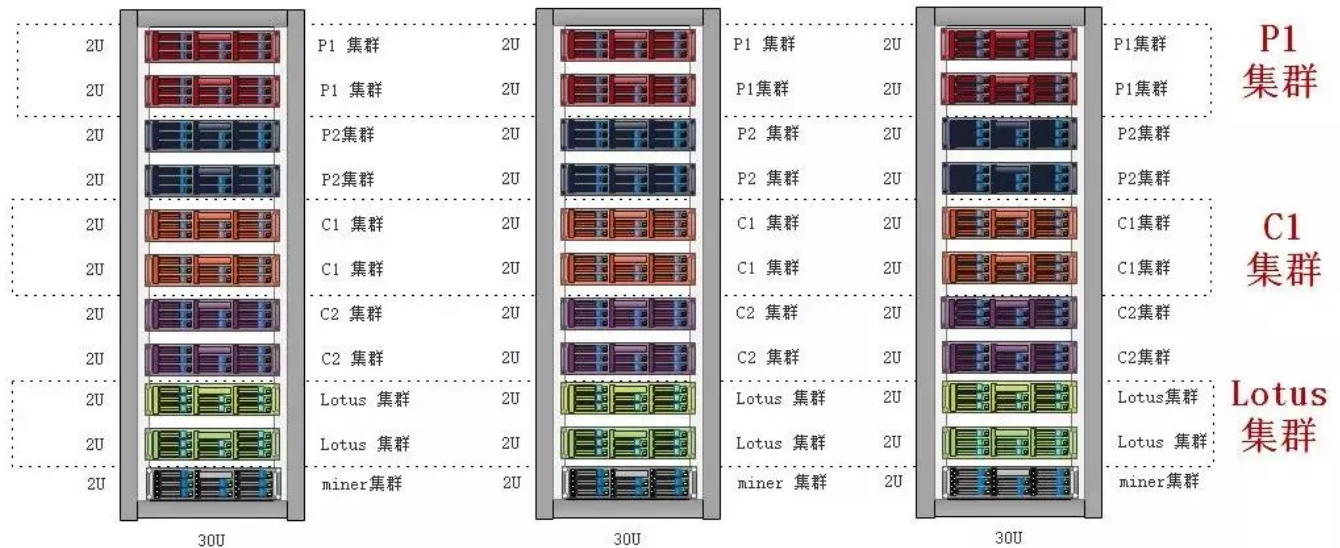 2U P1 集群 2U P1 集群 2U P1集群
2U P1 集群 2U P1集群 2U P1集群
P1
集群
2U P2集群 2U P2 集群 2U P2集群
2U P2集群 2U P2 集群 2U P2集群
2U C1 集群 2U C1 集群 2U C1集群
2U C1 集群 2U C1 集群 2U C1集群
C1
集群
2U C2 集群 2U C2 集群 2U C2集群
2U C2 集群 2U C2 集群 2U C2集群
2U Lotus 集群 2U Lotus 集群 2U Lotus集群
2U Lotus 集群 2U Lotus 集群 2U Lotus 集群
Lotus
集群
2U miner集群 2U miner 集群 2U miner集群
30U 30U 30U